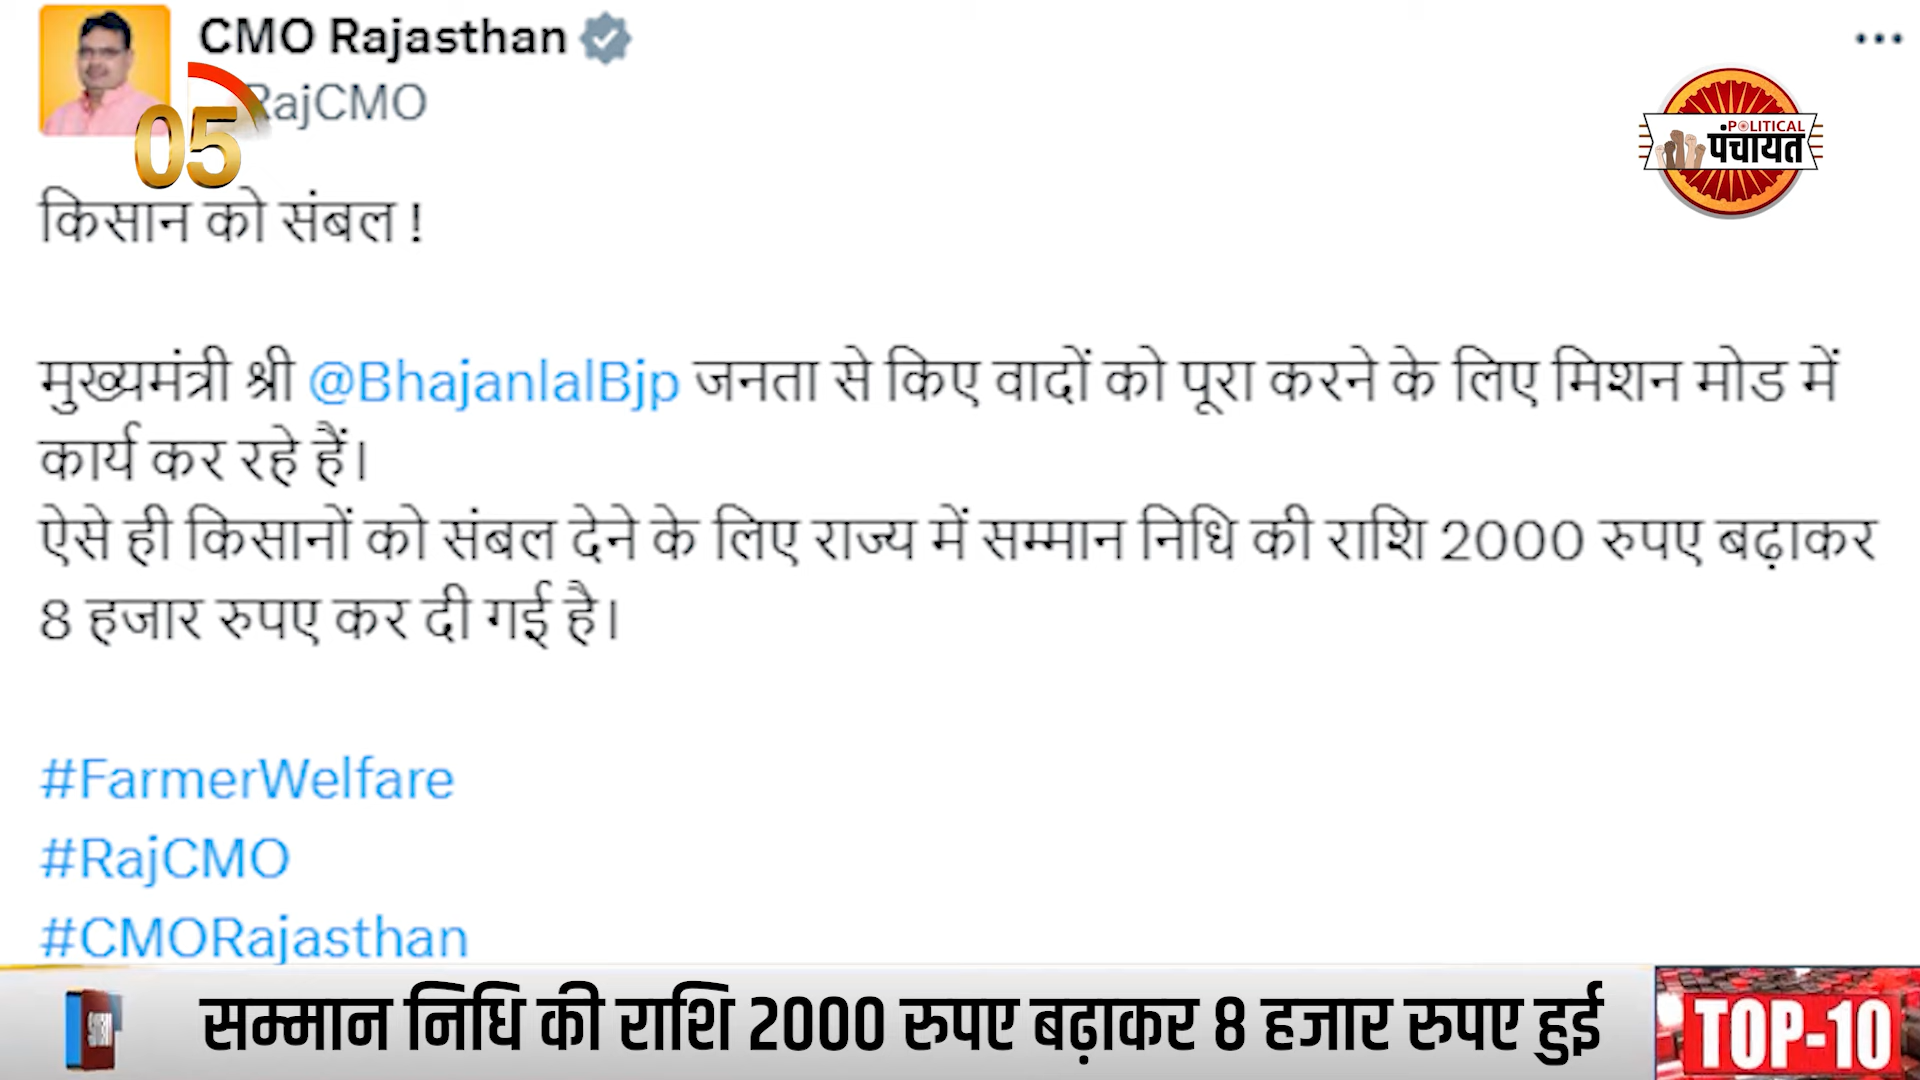 CMO Rajasthan
RajCMO
05
POLITICAL
पंचायत
किसान को संबल !
मुख्यमंत्री श्री @BhajanlalBjp जनता से किए वादों को पूरा करने के लिए मिशन मोड में
कार्य कर रहे हैं।
ऐसे ही किसानों को संबल देने के लिए राज्य में सम्मान निधि की राशि 2000 रुपए बढ़ाकर
8 हजार रुपए कर दी गई है।
#FarmerWelfare
#RajCMO
#CMORajasthan
सम्मान निधि की राशि 2000 रुपए बढ़ाकर 8 हजार रुपए हुई
TOP-10